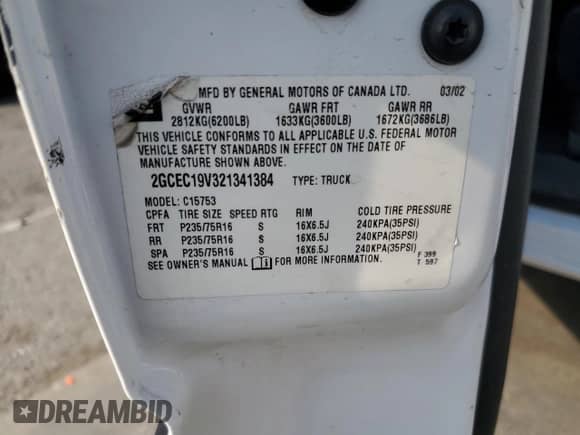 MFD BY GENERAL MOTORS OF CANADA LTD. 03/02
GVWR GAWR FRT GAWR RR
2812KG(6200LB) 1633KG(3600LB) 1672KG(3686LB)
THIS VEHICLE CONFORMS TO ALL APPLICABLE U.S. FEDERAL MOTOR
VEHICLE SAFETY STANDARDS IN EFFECT ON THE DATE OF
MANUFACTURE SHOWN ABOVE.
2GCEC19V321341384 TYPE: TRUCK
MODEL: C15753
CPFA TIRE SIZE SPEED RTG RIM COLD TIRE PRESSURE
FRT P235/75R16 S 16X6.5J 240KPA(35PSI)
RR P235/75R16 S 16X6.5J 240KPA(35PSI)
SPA P235/75R16 S 16X6.5J 240KPA(35PSI)
SEE OWNER'S MANUAL FOR MORE INFORMATION. F 399
T 597
DREAMBID